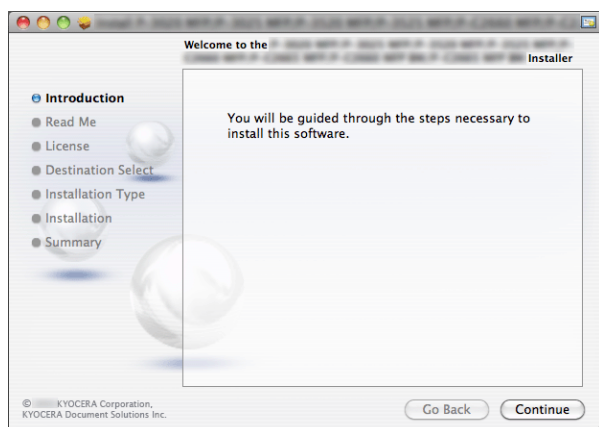 Welcome to the
Installer
Introduction
Read Me
License
Destination Select
Installation Type
Installation
Summary
You will be guided through the steps necessary to
install this software.
© KYOCERA Corporation,
KYOCERA Document Solutions Inc.
Go Back
Continue